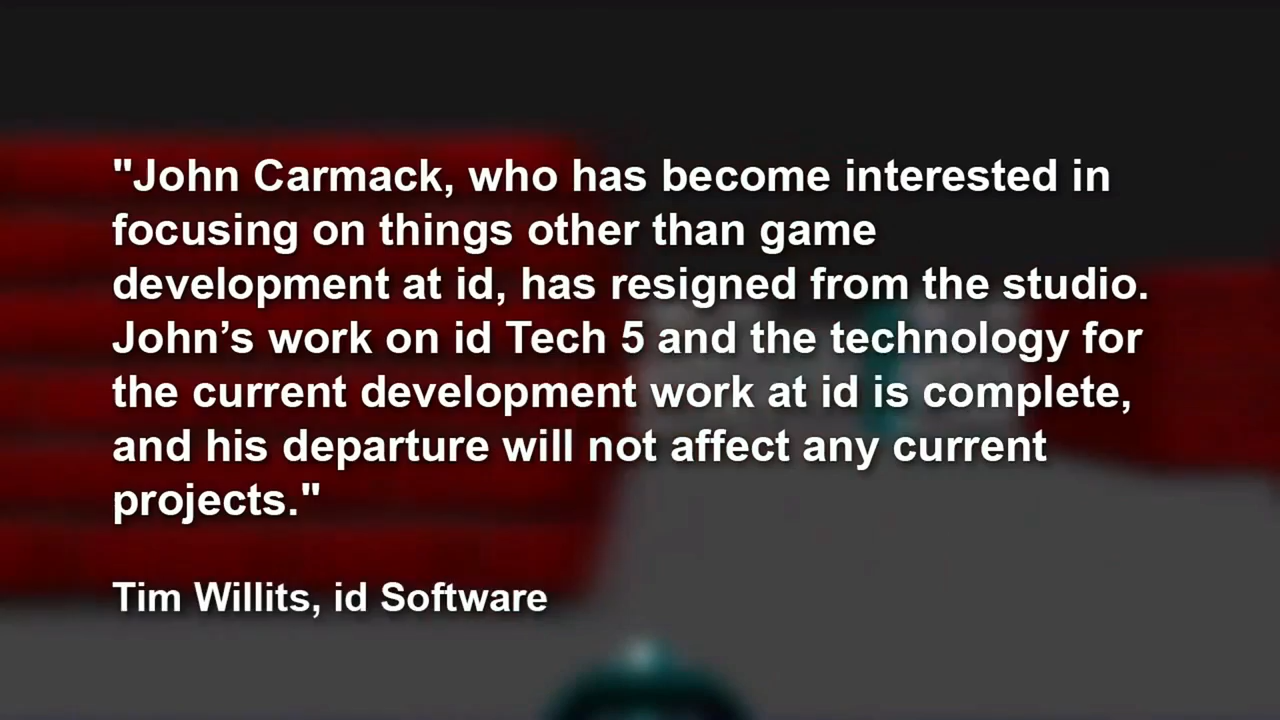 "John Carmack, who has become interested in
focusing on things other than game
development at id, has resigned from the studio.
John’s work on id Tech 5 and the technology for
the current development work at id is complete,
and his departure will not affect any current
projects."
Tim Willits, id Software